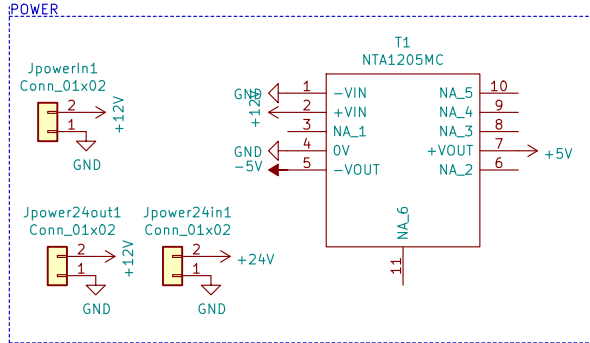 POWER
JpowerIn1
Conn_01x02
2
+12V
1
GND
T1
NTA1205MC
GND
1
-VIN
NA_5
10
+12V
2
+VIN
NA_4
9
3
NA_1
NA_3
8
GND
4
0V
+VOUT
7
+5V
-5V
5
-VOUT
NA_2
6
NA_6
11
Jpower24out1
Conn_01x02
2
+12V
1
GND
Jpower24in1
Conn_01x02
2
+24V
1
GND